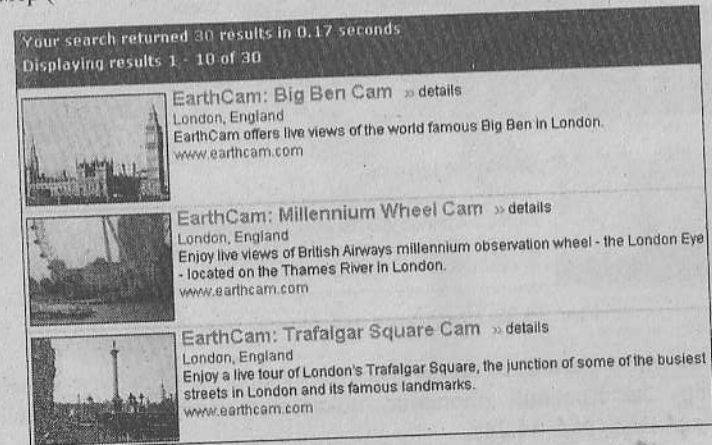 Your search returned 30 results in 0.17 seconds
Displaying results 1 - 10 of 30
EarthCam: Big Ben Cam » details
London, England
EarthCam offers live views of the world famous Big Ben in London.
www.earthcam.com
EarthCam: Millennium Wheel Cam » details
London, England
Enjoy live views of British Airways millennium observation wheel - the London Eye
- located on the Thames River in London.
www.earthcam.com
EarthCam: Trafalgar Square Cam » details
London, England
Enjoy a live tour of London's Trafalgar Square, the junction of some of the busiest
streets in London and its famous landmarks.
www.earthcam.com